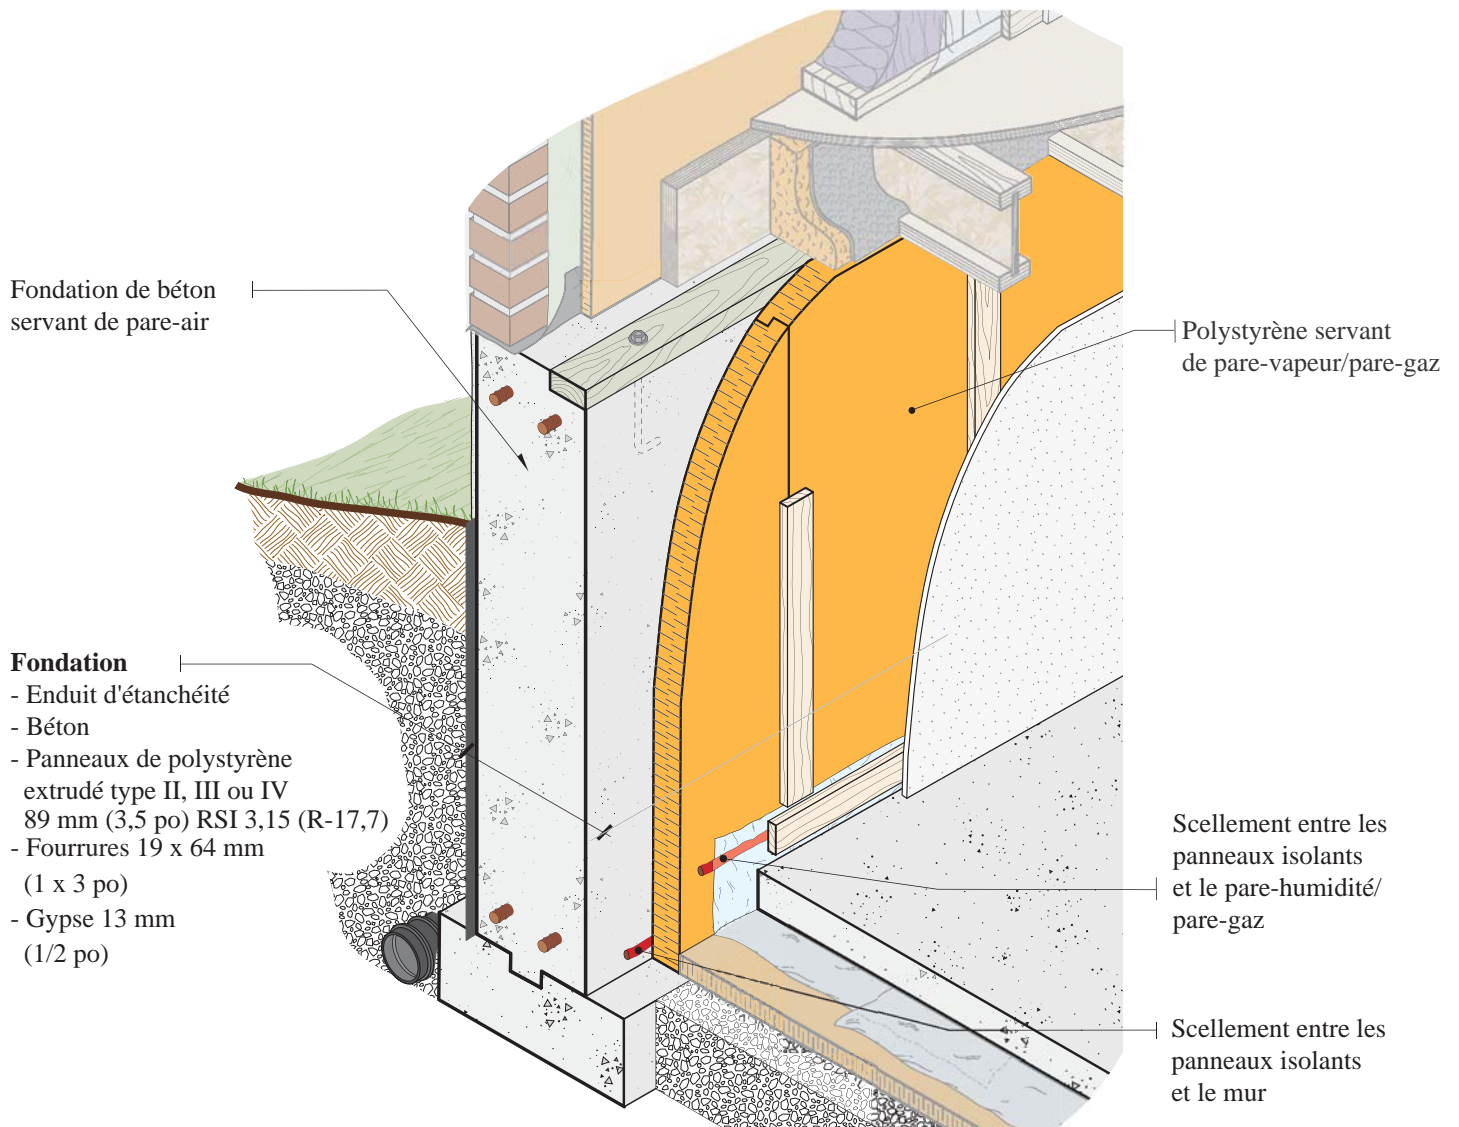 Fondation de béton
servant de pare-air
Polystyrène servant
de pare-vapeur/pare-gaz
Fondation
- Enduit d'étanchéité
- Béton
- Panneaux de polystyrène
extrudé type II, III ou IV
89 mm (3,5 po) RSI 3,15 (R-17,7)
- Fourrures 19 x 64 mm
(1 x 3 po)
- Gypse 13 mm
(1/2 po)
Scellement entre les
panneaux isolants
et le pare-humidité/
pare-gaz
Scellement entre les
panneaux isolants
et le mur